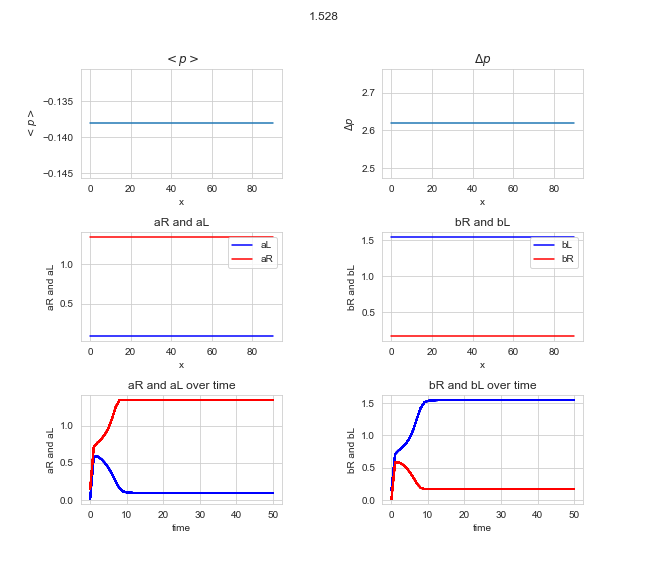 1.528
< p >
Δp
< p >
−0.135
−0.140
−0.145
0 20 40 60 80
x
Δp
2.7
2.6
2.5
0 20 40 60 80
x
aR and aL
bR and bL
aR and aL
1.0
0.5
aL
aR
0 20 40 60 80
x
bR and bL
1.5
1.0
0.5
bL
bR
0 20 40 60 80
x
aR and aL over time
bR and bL over time
aR and aL
1.0
0.5
0.0
0 10 20 30 40 50
time
bR and bL
1.5
1.0
0.5
0.0
0 10 20 30 40 50
time